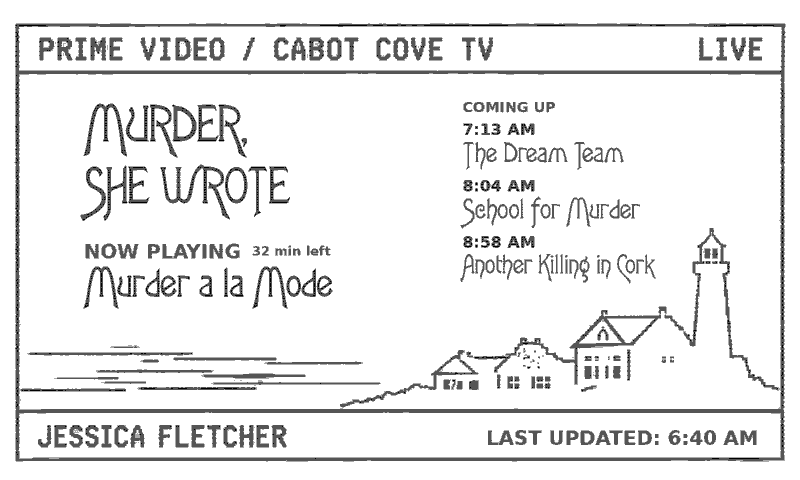 PRIME VIDEO / CABOT COVE TV
LIVE
MURDER,
SHE WROTE
NOW PLAYING 32 min left
Murder a la Mode
COMING UP
7:13 AM
The Dream Team
8:04 AM
School for Murder
8:58 AM
Another Killing in Cork
JESSICA FLETCHER
LAST UPDATED: 6:40 AM